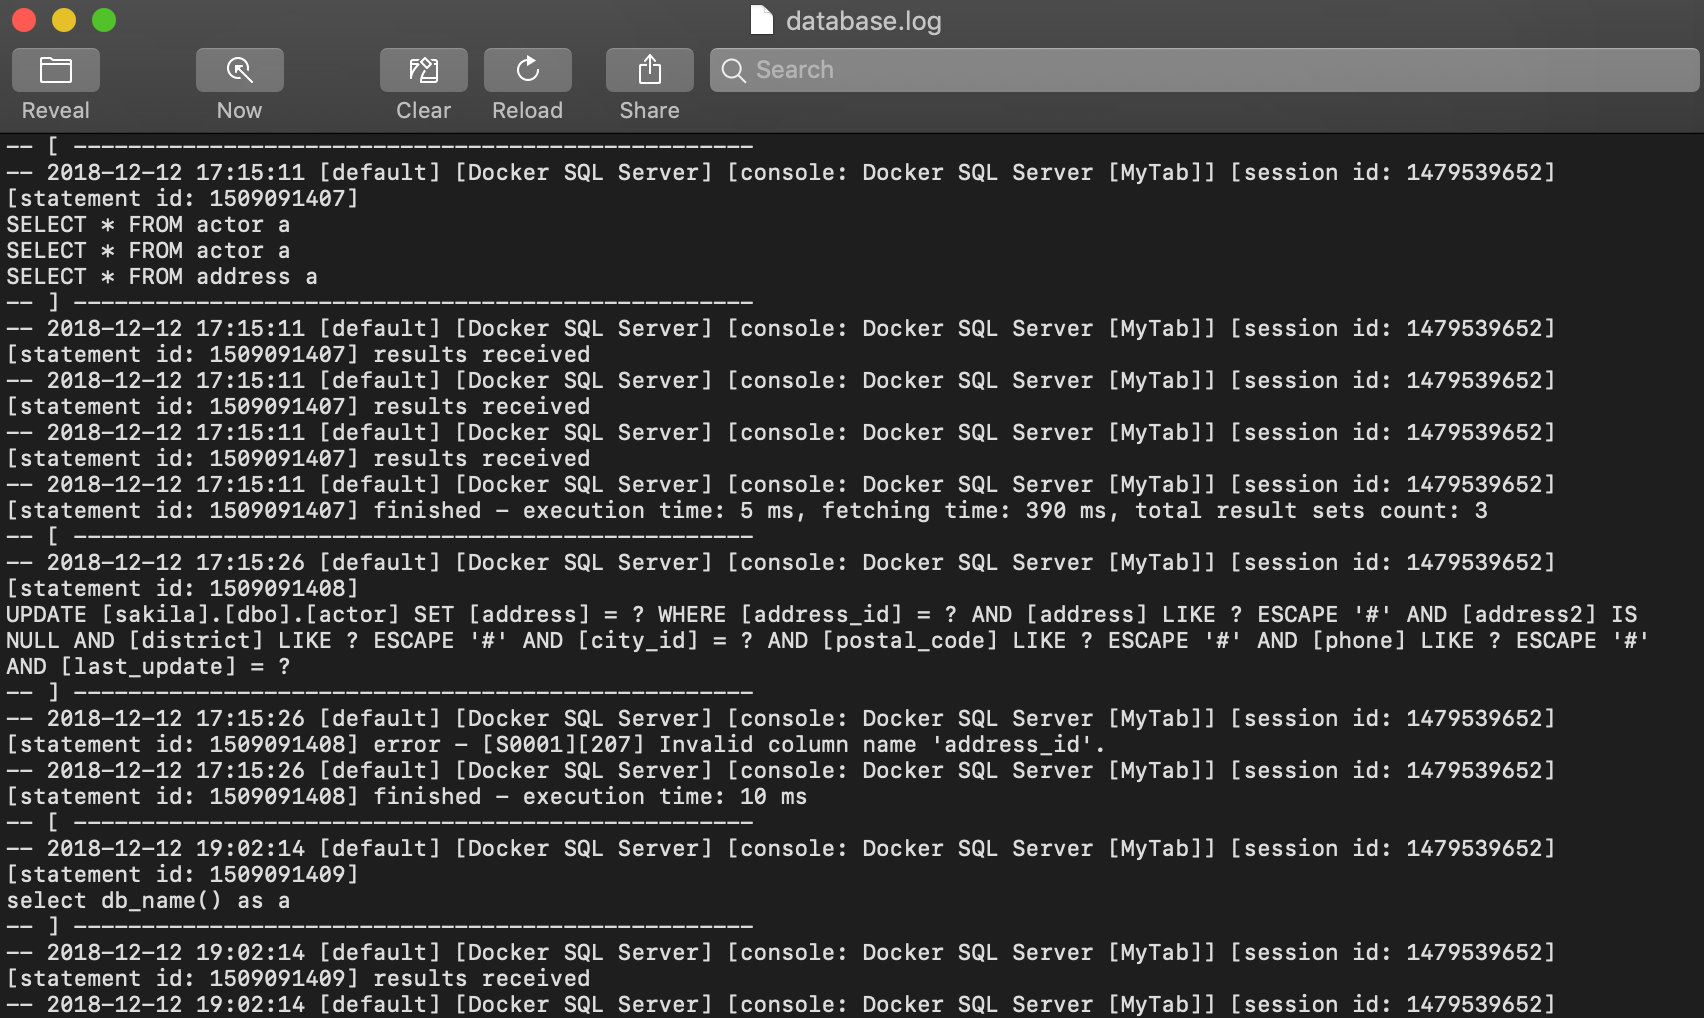 database.log
Reveal Now Clear Reload Share Search
-- [ --------------------------------------------------
-- 2018-12-12 17:15:11 [default] [Docker SQL Server] [console: Docker SQL Server [MyTab]] [session id: 1479539652]
[statement id: 1509091407]
SELECT * FROM actor a
SELECT * FROM actor a
SELECT * FROM address a
-- ] --------------------------------------------------
-- 2018-12-12 17:15:11 [default] [Docker SQL Server] [console: Docker SQL Server [MyTab]] [session id: 1479539652]
[statement id: 1509091407] results received
-- 2018-12-12 17:15:11 [default] [Docker SQL Server] [console: Docker SQL Server [MyTab]] [session id: 1479539652]
[statement id: 1509091407] results received
-- 2018-12-12 17:15:11 [default] [Docker SQL Server] [console: Docker SQL Server [MyTab]] [session id: 1479539652]
[statement id: 1509091407] results received
-- 2018-12-12 17:15:11 [default] [Docker SQL Server] [console: Docker SQL Server [MyTab]] [session id: 1479539652]
[statement id: 1509091407] finished - execution time: 5 ms, fetching time: 390 ms, total result sets count: 3
-- [ --------------------------------------------------
-- 2018-12-12 17:15:26 [default] [Docker SQL Server] [console: Docker SQL Server [MyTab]] [session id: 1479539652]
[statement id: 1509091408]
UPDATE [sakila].[dbo].[actor] SET [address] = ? WHERE [address_id] = ? AND [address] LIKE ? ESCAPE '#' AND [address2] IS
NULL AND [district] LIKE ? ESCAPE '#' AND [city_id] = ? AND [postal_code] LIKE ? ESCAPE '#' AND [phone] LIKE ? ESCAPE '#'
AND [last_update] = ?
-- ] --------------------------------------------------
-- 2018-12-12 17:15:26 [default] [Docker SQL Server] [console: Docker SQL Server [MyTab]] [session id: 1479539652]
[statement id: 1509091408] error - [S0001][207] Invalid column name 'address_id'.
-- 2018-12-12 17:15:26 [default] [Docker SQL Server] [console: Docker SQL Server [MyTab]] [session id: 1479539652]
[statement id: 1509091408] finished - execution time: 10 ms
-- [ --------------------------------------------------
-- 2018-12-12 19:02:14 [default] [Docker SQL Server] [console: Docker SQL Server [MyTab]] [session id: 1479539652]
[statement id: 1509091409]
select db_name() as a
-- ] --------------------------------------------------
-- 2018-12-12 19:02:14 [default] [Docker SQL Server] [console: Docker SQL Server [MyTab]] [session id: 1479539652]
[statement id: 1509091409] results received
-- 2018-12-12 19:02:14 [default] [Docker SQL Server] [console: Docker SQL Server [MyTab]] [session id: 1479539652]